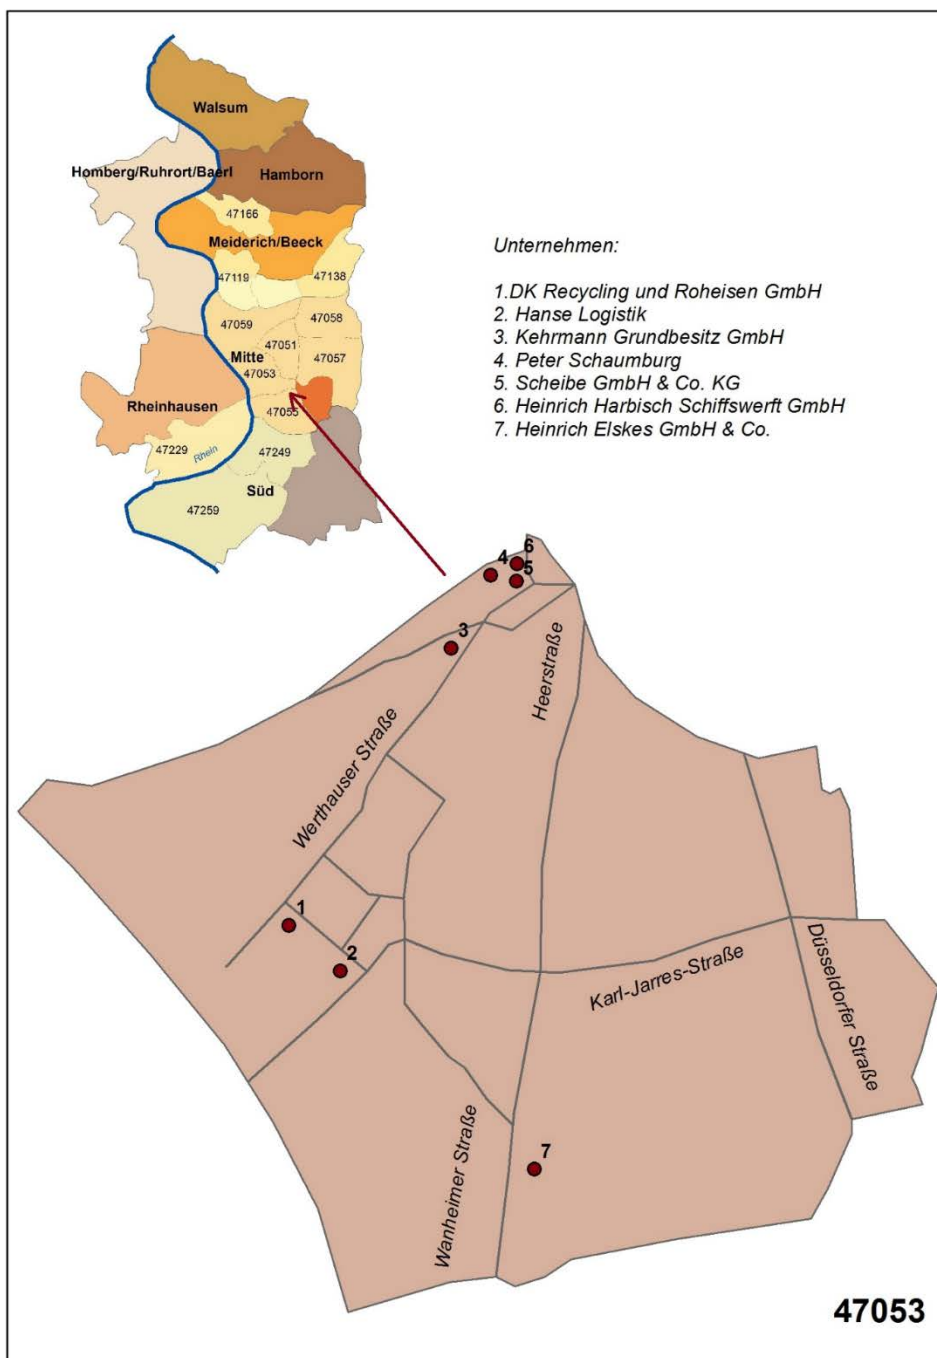 Walsum
Homberg/Ruhrort/Baerl
Hamborn
47166
Meiderich/Beeck
47119
47138
47059
47058
47051
Mitte
47057
47053
Rheinhausen
47055
47229
Rhein
47249
Süd
47259
Unternehmen:
1.DK Recycling und Roheisen GmbH
2. Hanse Logistik
3. Kehrmann Grundbesitz GmbH
4. Peter Schaumburg
5. Scheibe GmbH & Co. KG
6. Heinrich Harbisch Schiffswerft GmbH
7. Heinrich Elskes GmbH & Co.
6
4
5
3
Heerstraße
Werthauser Straße
1
2
Karl-Jarres-Straße
Düsseldorfer Straße
Wanheimer Straße
7
47053